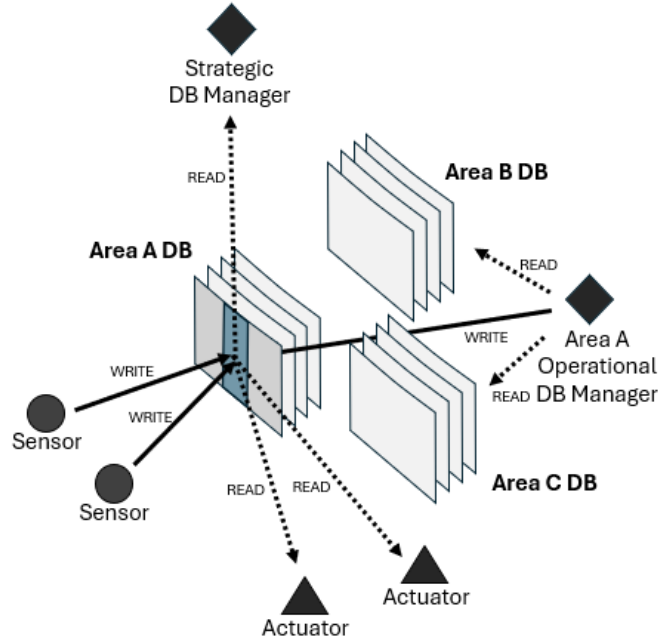 Strategic
DB Manager
READ
Area B DB
Area A DB
READ
WRITE
Area A
Operational
DB Manager
READ
WRITE
WRITE
Sensor
Sensor
READ
READ
Area C DB
Actuator
Actuator